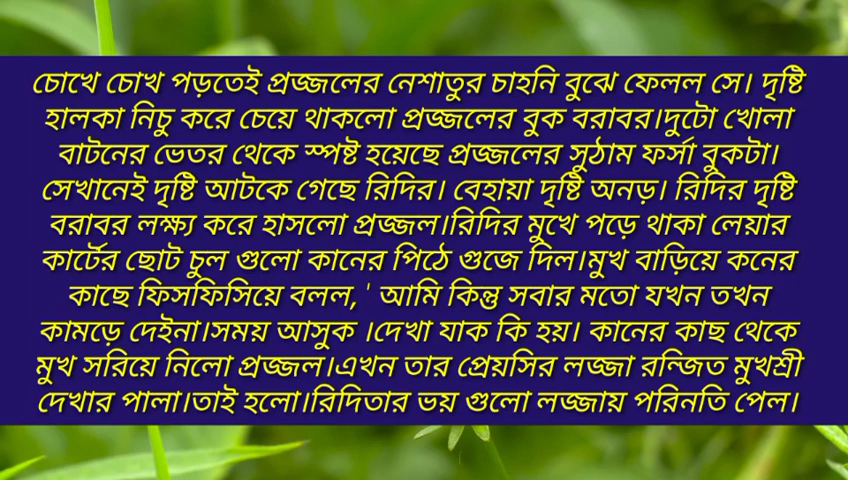 চোখে চোখ পড়তেই প্রজ্জলের নেশাতুর চাহনি বুঝে ফেলল সে। দৃষ্টি
হালকা নিচু করে চেয়ে থাকলো প্রজ্জলের বুক বরাবর।দুটো খোলা
বাটনের ভেতর থেকে স্পষ্ট হয়েছে প্রজ্জলের সুঠাম ফর্সা বুকটা।
সেখানেই দৃষ্টি আটকে গেছে রিদির। বেহায়া দৃষ্টি অনড়। রিদির দৃষ্টি
বরাবর লক্ষ্য করে হাসলো প্রজ্জল।রিদির মুখে পড়ে থাকা লেয়ার
কার্টের ছোট চুল গুলো কানের পিঠে গুজে দিল।মুখ বাড়িয়ে কনের
কাছে ফিসফিসিয়ে বলল, ' আমি কিন্তু সবার মতো যখন তখন
কামড়ে দেইনা।সময় আসুক ।দেখা যাক কি হয়। কানের কাছ থেকে
মুখ সরিয়ে নিলো প্রজ্জল।এখন তার প্রেয়সির লজ্জা রন্জিত মুখশ্রী
দেখার পালা।তাই হলো।রিদিতার ভয় গুলো লজ্জায় পরিনতি পেল।